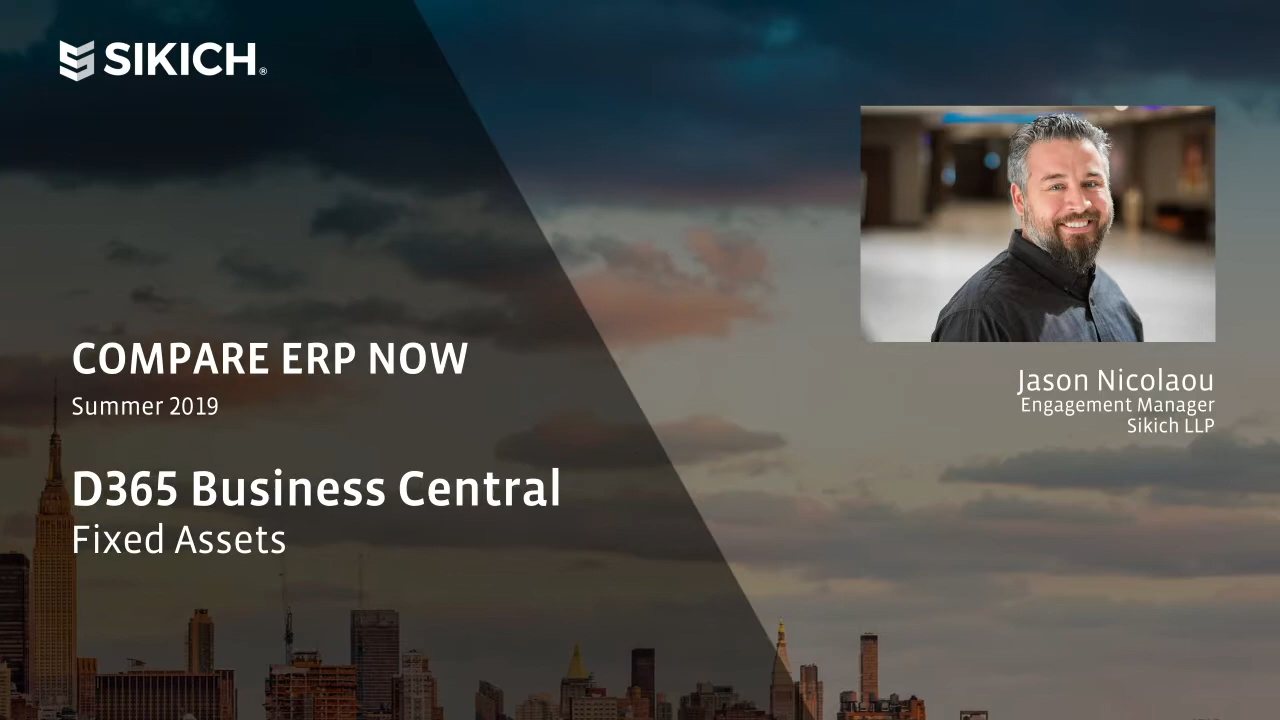 SIKICH®
COMPARE ERP NOW
Summer 2019
D365 Business Central
Fixed Assets
Jason Nicolaou
Engagement Manager
Sikich LLP